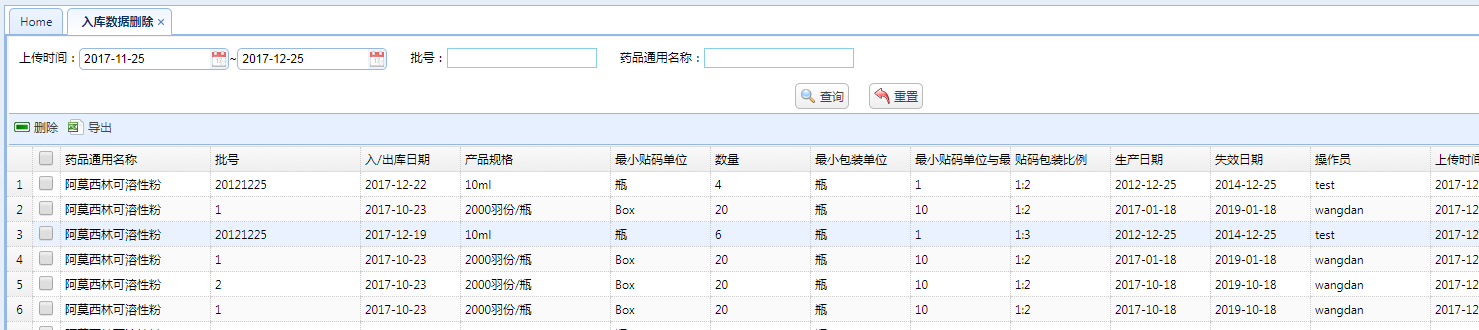 Home 入库数据删除 ×
上传时间：2017-11-25 ~ 2017-12-25 批号： 药品通用名称：
查询 重置
删除 导出
药品通用名称 批号 入/出库日期 产品规格 最小贴码单位 数量 最小包装单位 最小贴码单位与最 贴码包装比例 生产日期 失效日期 操作员 上传时间
1 阿莫西林可溶性粉 20121225 2017-12-22 10ml 瓶 4 瓶 1 1:2 2012-12-25 2014-12-25 test 2017-12
2 阿莫西林可溶性粉 1 2017-10-23 2000羽份/瓶 Box 20 瓶 10 1:2 2017-01-18 2019-01-18 wangdan 2017-12
3 阿莫西林可溶性粉 20121225 2017-12-19 10ml 瓶 6 瓶 1 1:3 2012-12-25 2014-12-25 test 2017-12
4 阿莫西林可溶性粉 1 2017-10-23 2000羽份/瓶 Box 20 瓶 10 1:2 2017-01-18 2019-01-18 wangdan 2017-12
5 阿莫西林可溶性粉 2 2017-10-23 2000羽份/瓶 Box 20 瓶 10 1:2 2017-10-18 2019-10-18 wangdan 2017-12
6 阿莫西林可溶性粉 1 2017-10-23 2000羽份/瓶 Box 20 瓶 10 1:2 2017-10-18 2019-10-18 wangdan 2017-12